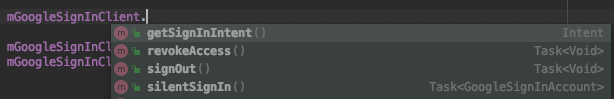 mGoogleSignInClient.
m getSignInIntent() Intent
mGoogleSignInCl m revokeAccess() Task<Void>
mGoogleSignInCl m signOut() Task<Void>
m silentSignIn() Task<GoogleSignInAccount>